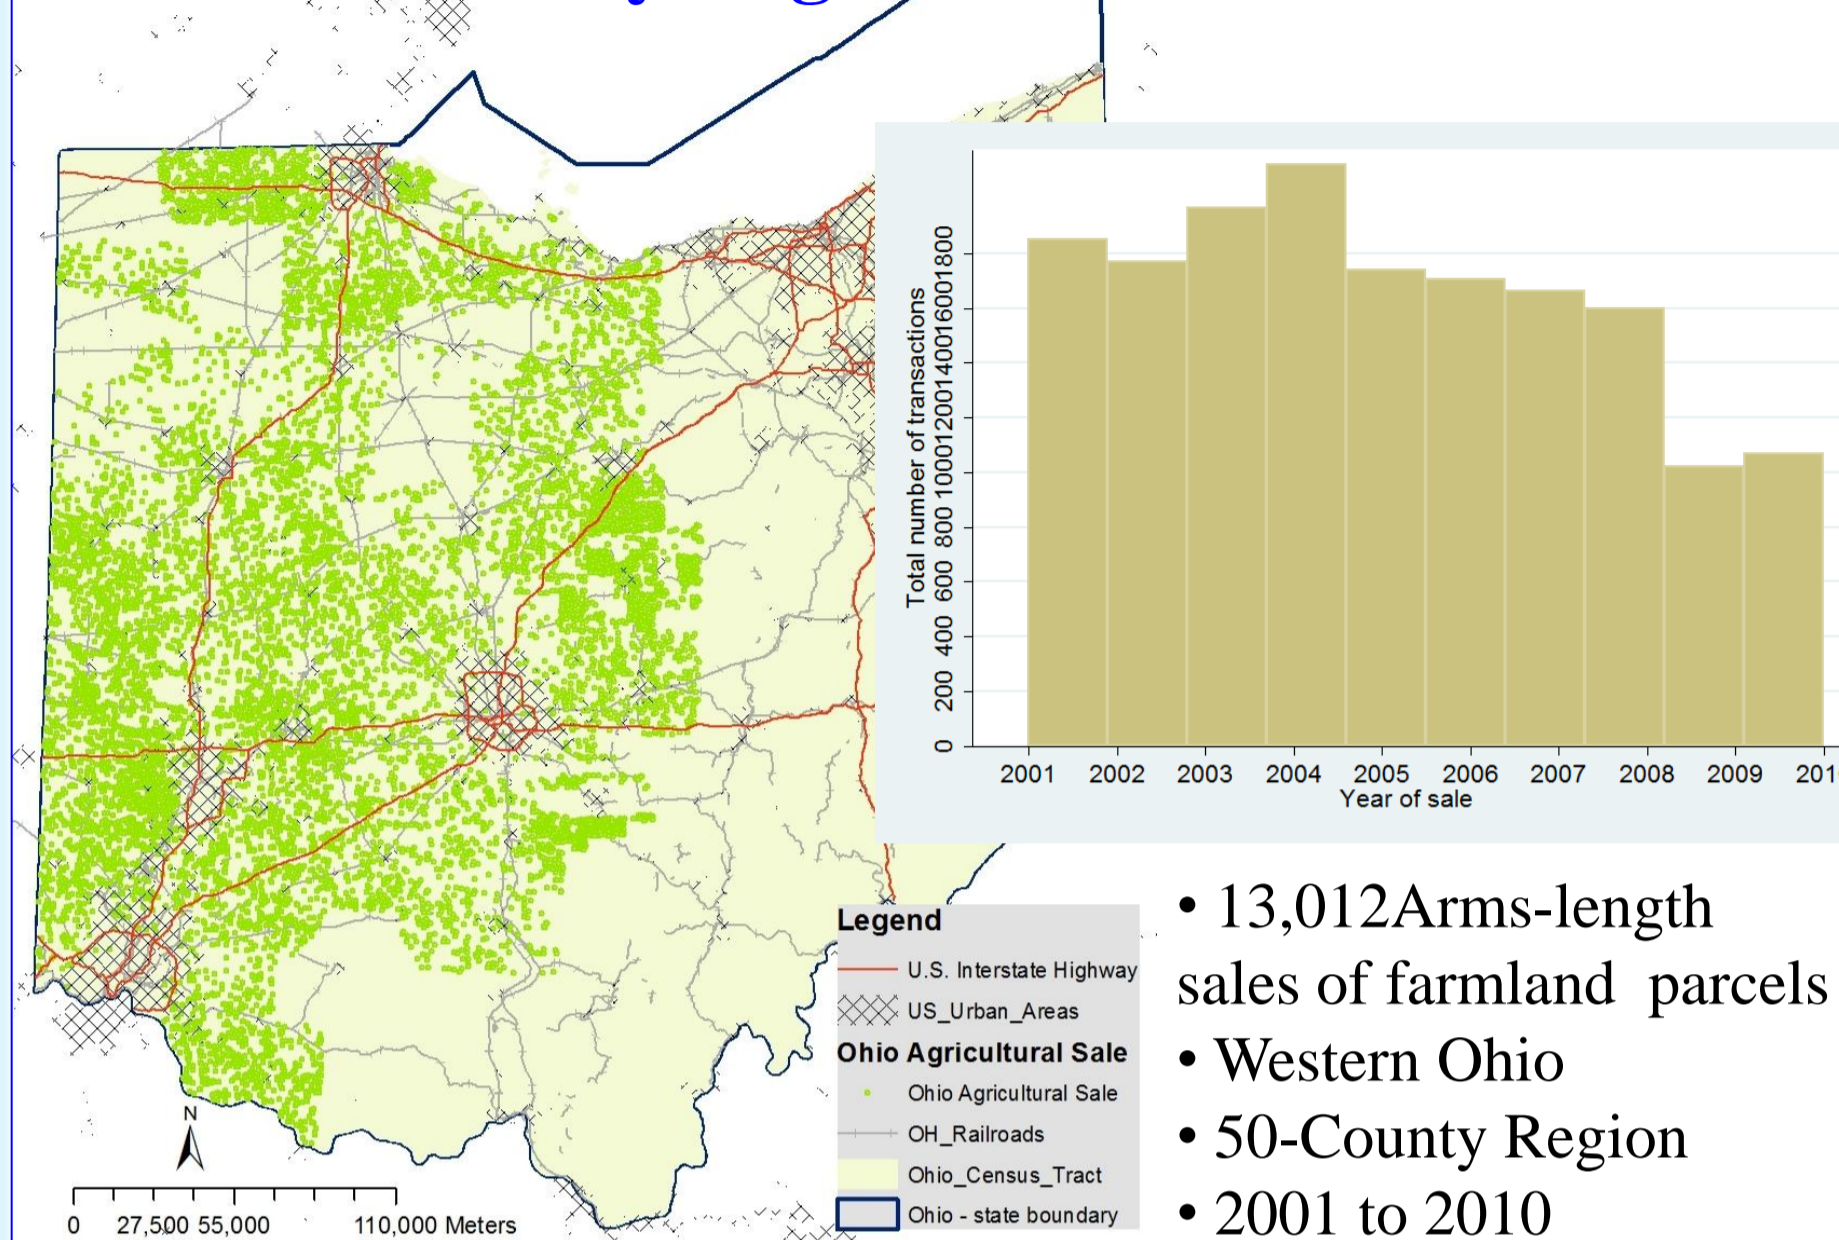 Total number of transactions
1800
1600
1400
1200
1000
800
600
400
200
0
2001 2002 2003 2004 2005 2006 2007 2008 2009
Year of sale
Legend
U.S. Interstate Highway
US_Urban_Areas
Ohio Agricultural Sale
Ohio Agricultural Sale
OH_Railroads
Ohio_Census_Tract
Ohio - state boundary
N
0 27,500 55,000 110,000 Meters
• 13,012Arms-length
sales of farmland parcels
• Western Ohio
• 50-County Region
• 2001 to 2010